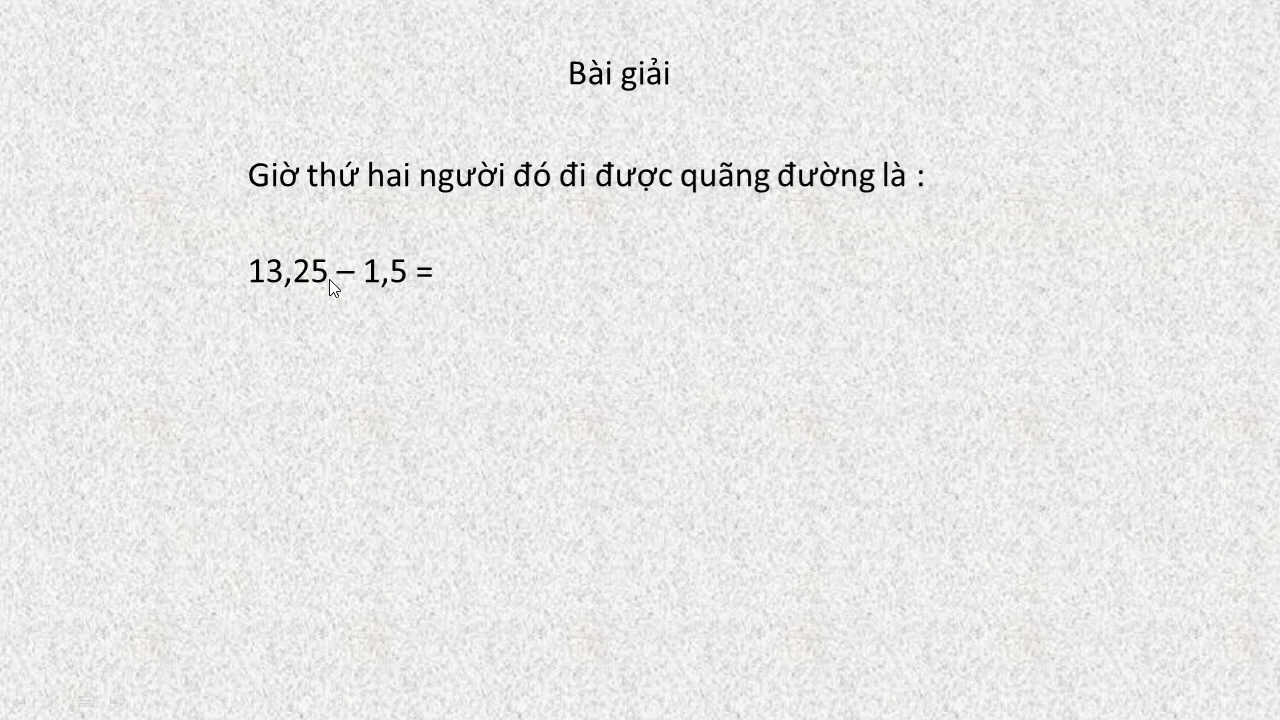 Bài giải
Giờ thứ hai người đó đi được quãng đường là :
13,25 – 1,5 =